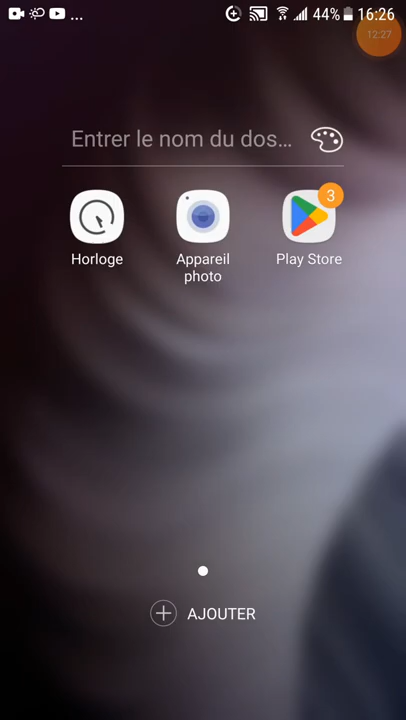 ... 44% 16:26
12:27
Entrer le nom du dos...
3
Horloge Appareil photo Play Store
AJOUTER